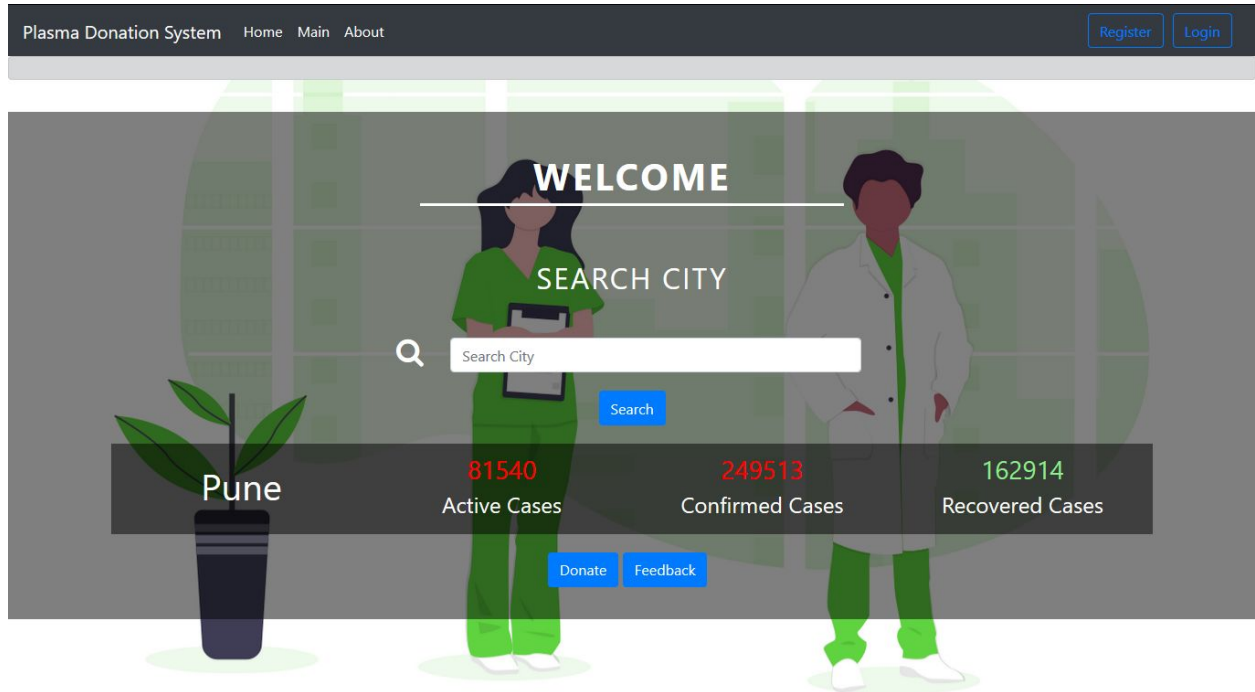 Plasma Donation System Home Main About Register Login
WELCOME
SEARCH CITY
Search City
Search
Pune
81540 249513 162914
Active Cases Confirmed Cases Recovered Cases
Donate Feedback